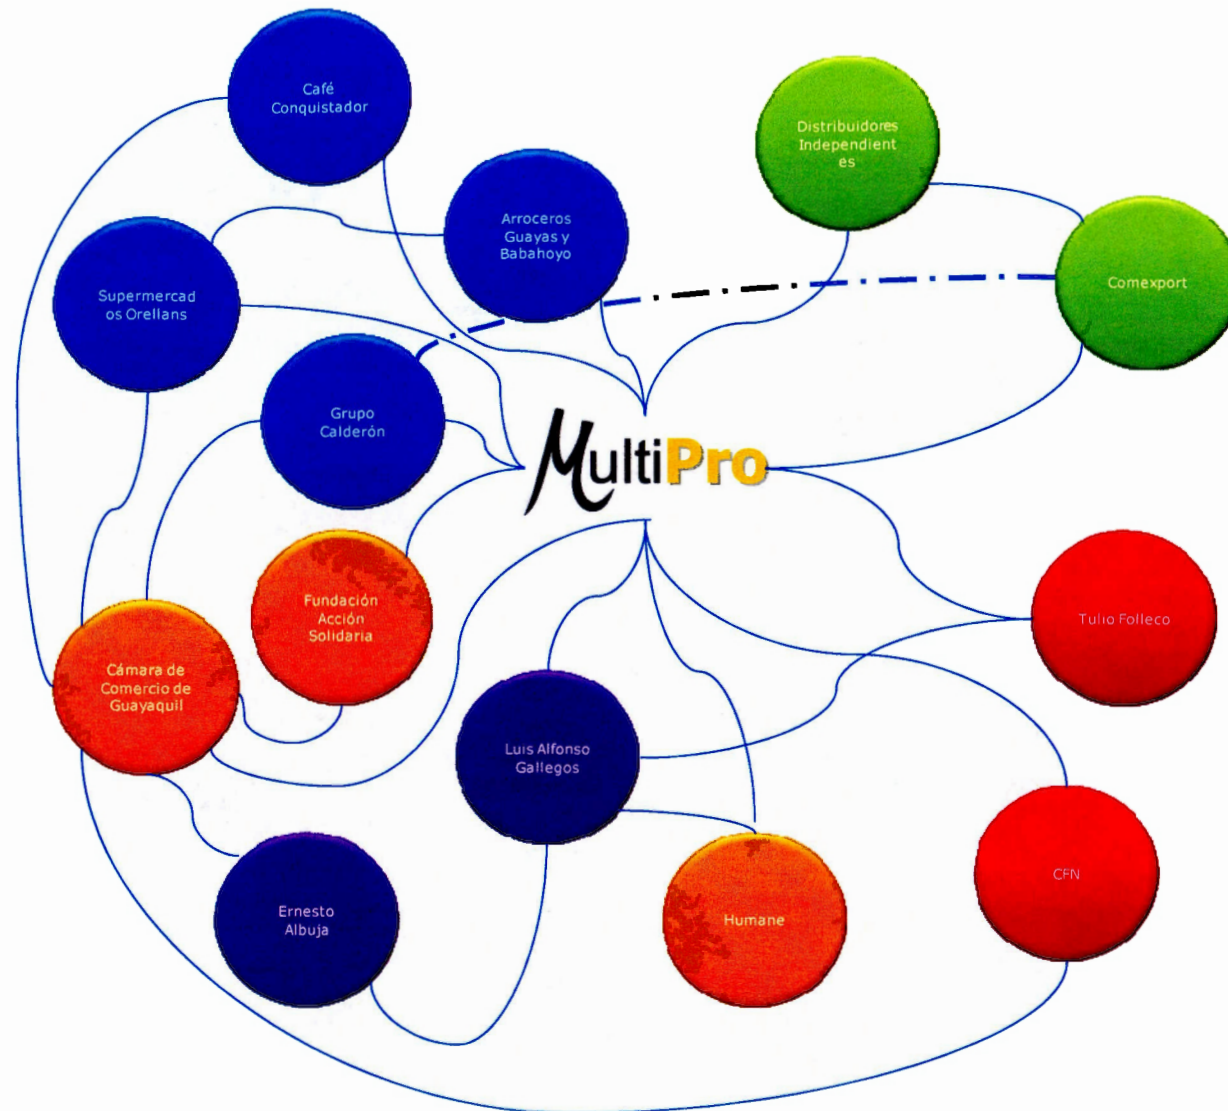 Café
Conquistador
Distribuidores
Independient
es
Arroceros
Guayas y
Babahoyo
Supermercad
os Orellans
Comexport
Grupo
Calderón
MultiPro
Fundación
Acción
Solidaria
Tulio Folleco
Cámara de
Comercio de
Guayaquil
Luis Alfonso
Gallegos
CFN
Ernesto
Albuja
Humane